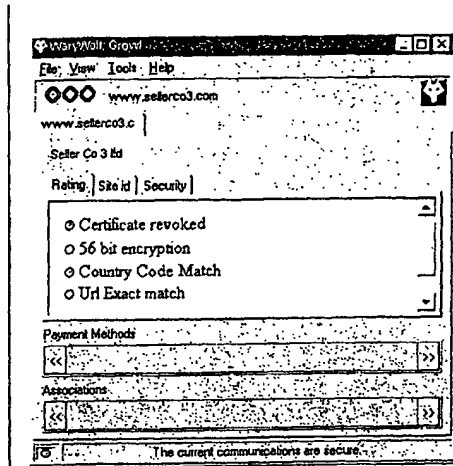 WaryWolf: Growl
File View Tools Help
www.sellerco3.com
www.sellerco3.c
Seller Co 3 ltd
Rating Site id Security
Certificate revoked
56 bit encryption
Country Code Match
Url Exact match
Payment Methods
<< >>
Associations
<< >>
The current communications are secure.